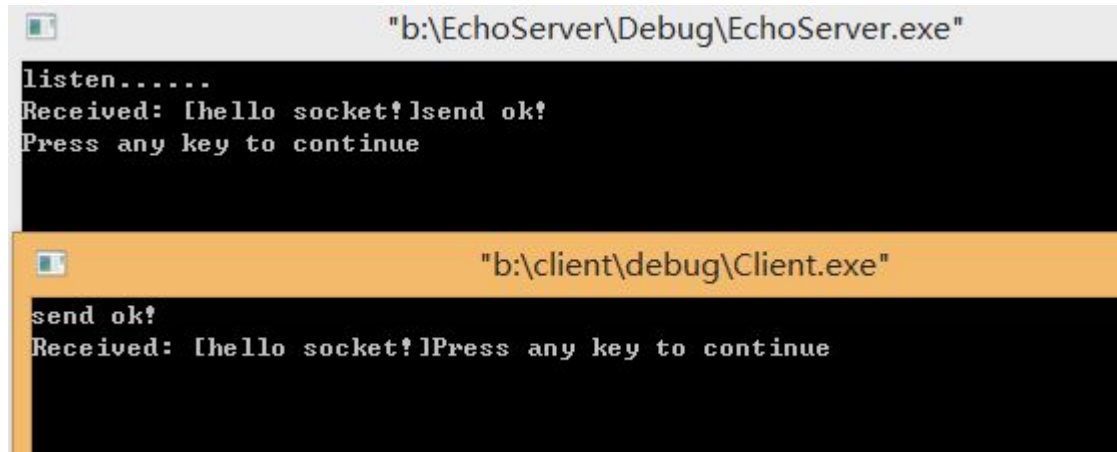 "b:\EchoServer\Debug\EchoServer.exe"
listen......
Received: [hello socket!]send ok!
Press any key to continue
"b:\client\debug\Client.exe"
send ok!
Received: [hello socket!]Press any key to continue